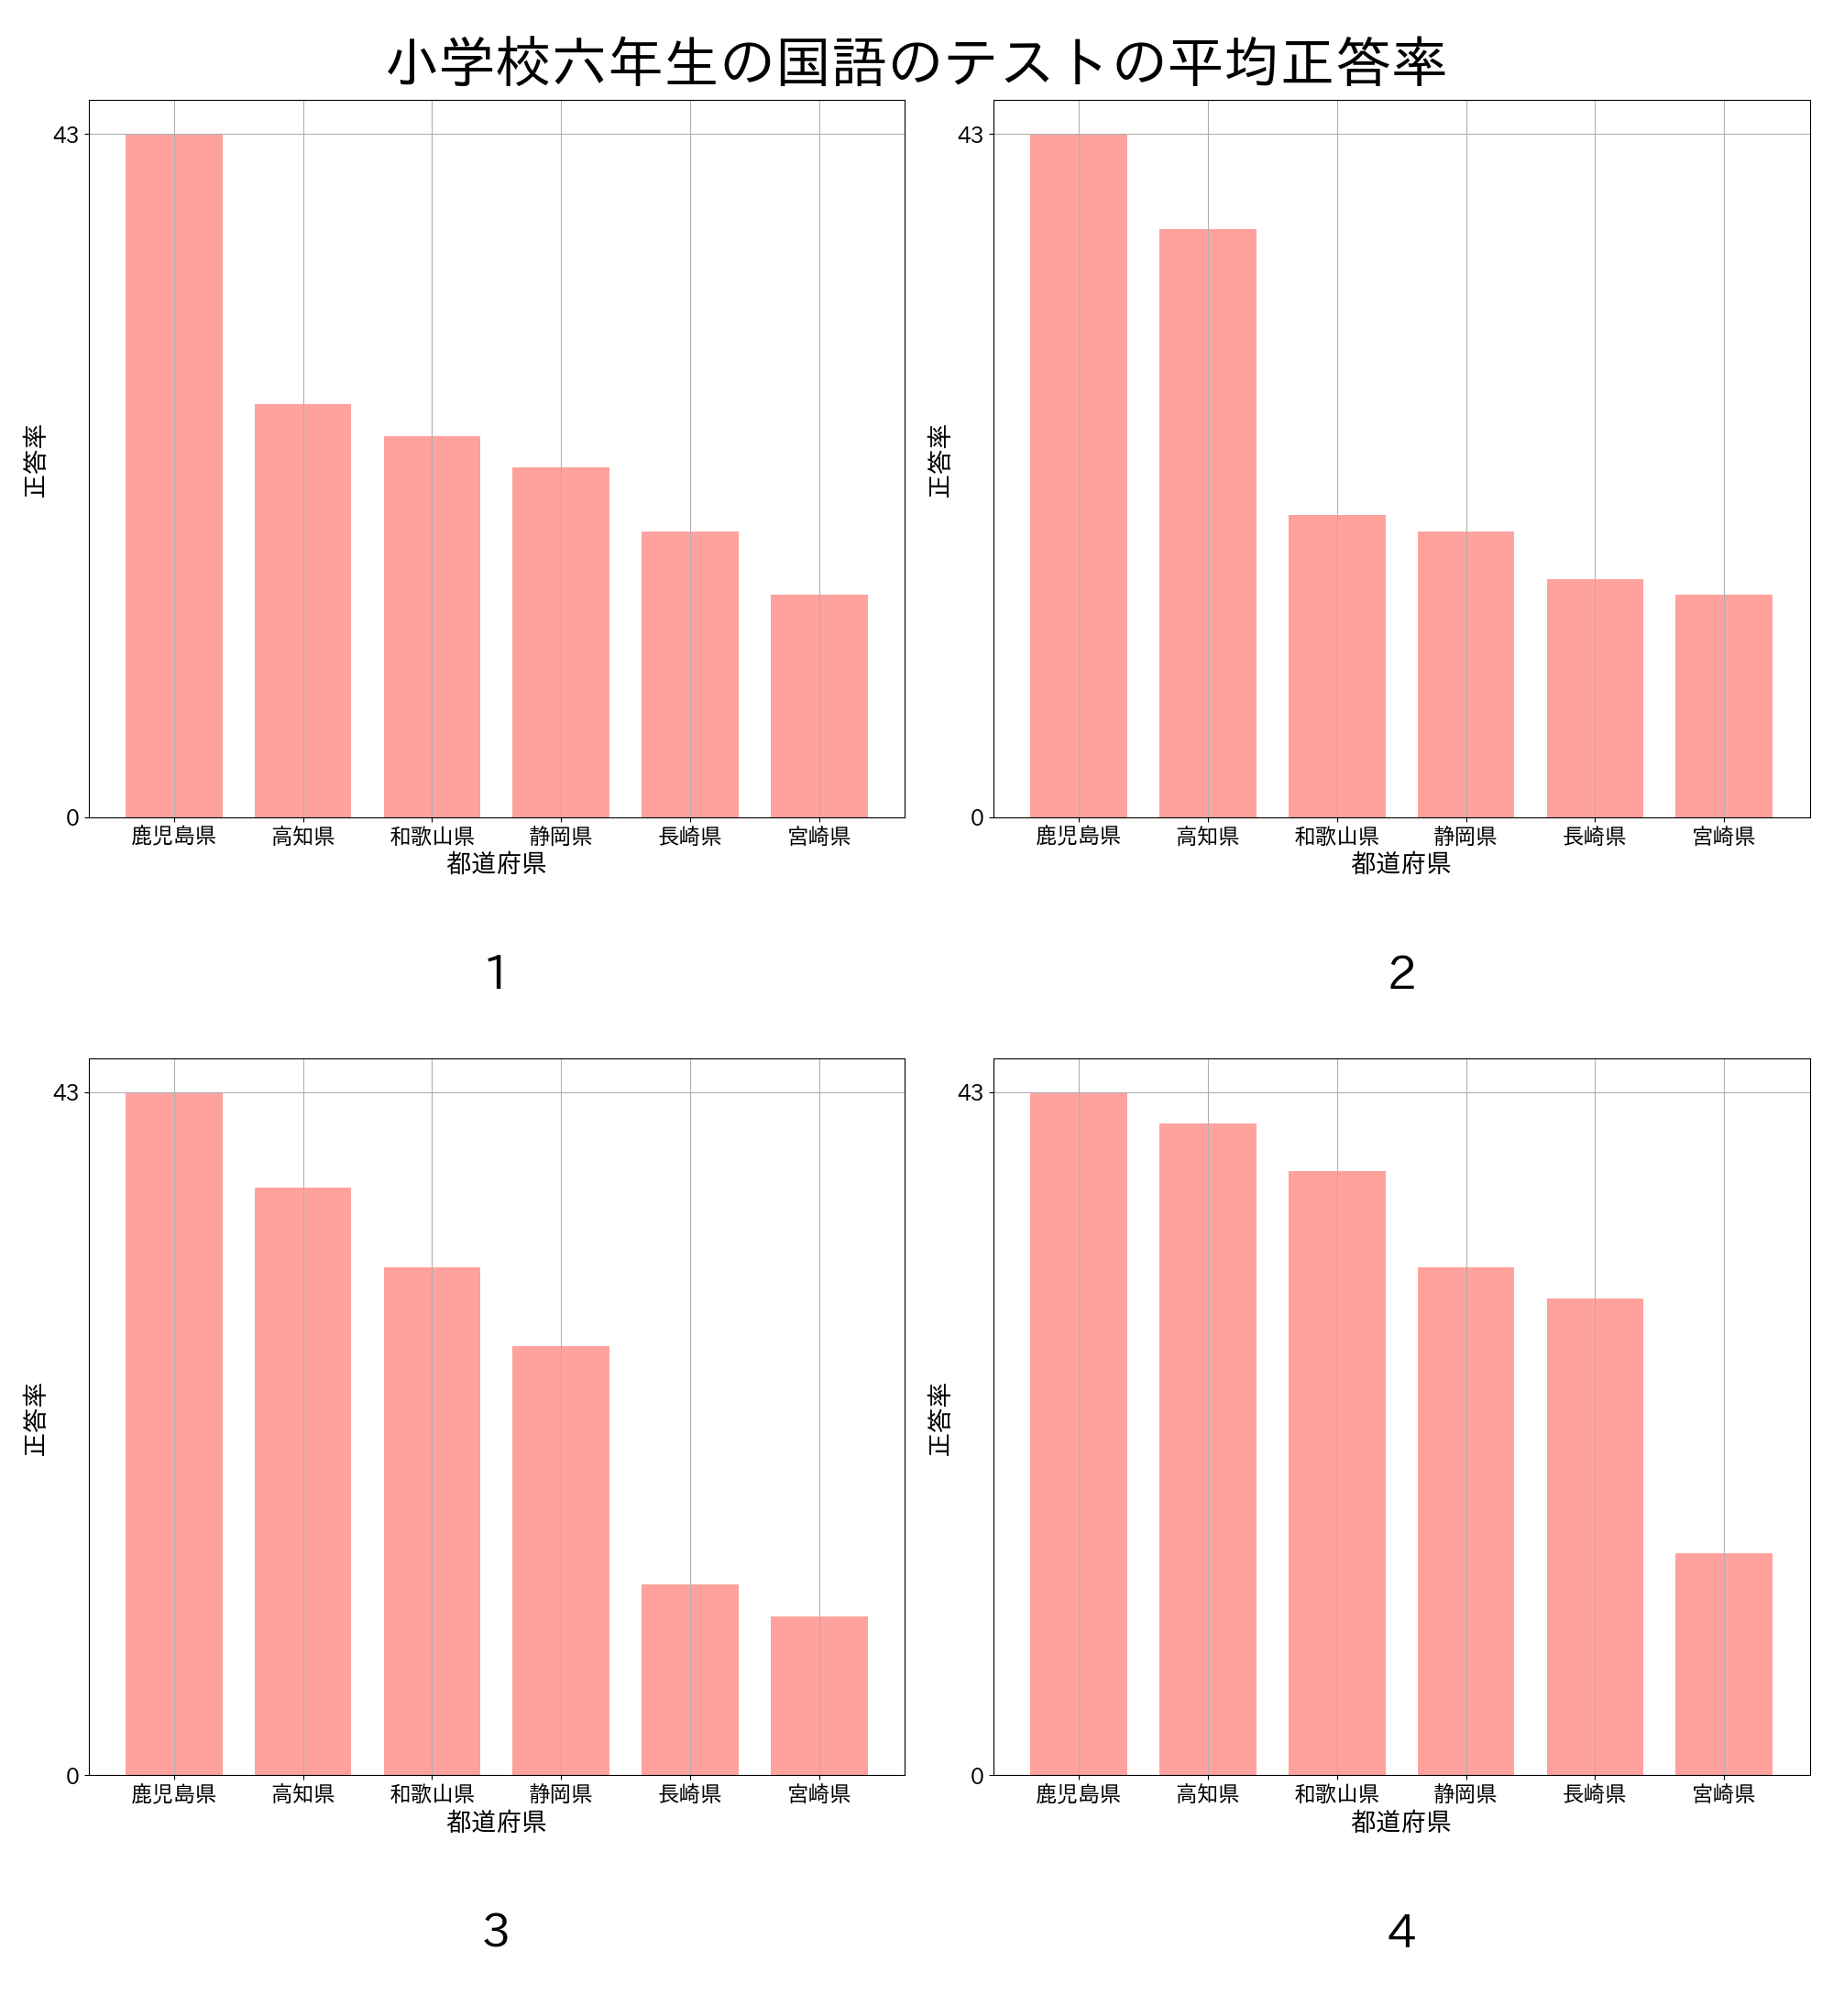 小学校六年生の国語のテストの平均正答率
43
0
正答率
鹿児島県 高知県 和歌山県 静岡県 長崎県 宮崎県
都道府県
1
43
0
正答率
鹿児島県 高知県 和歌山県 静岡県 長崎県 宮崎県
都道府県
2
43
0
正答率
鹿児島県 高知県 和歌山県 静岡県 長崎県 宮崎県
都道府県
3
43
0
正答率
鹿児島県 高知県 和歌山県 静岡県 長崎県 宮崎県
都道府県
4